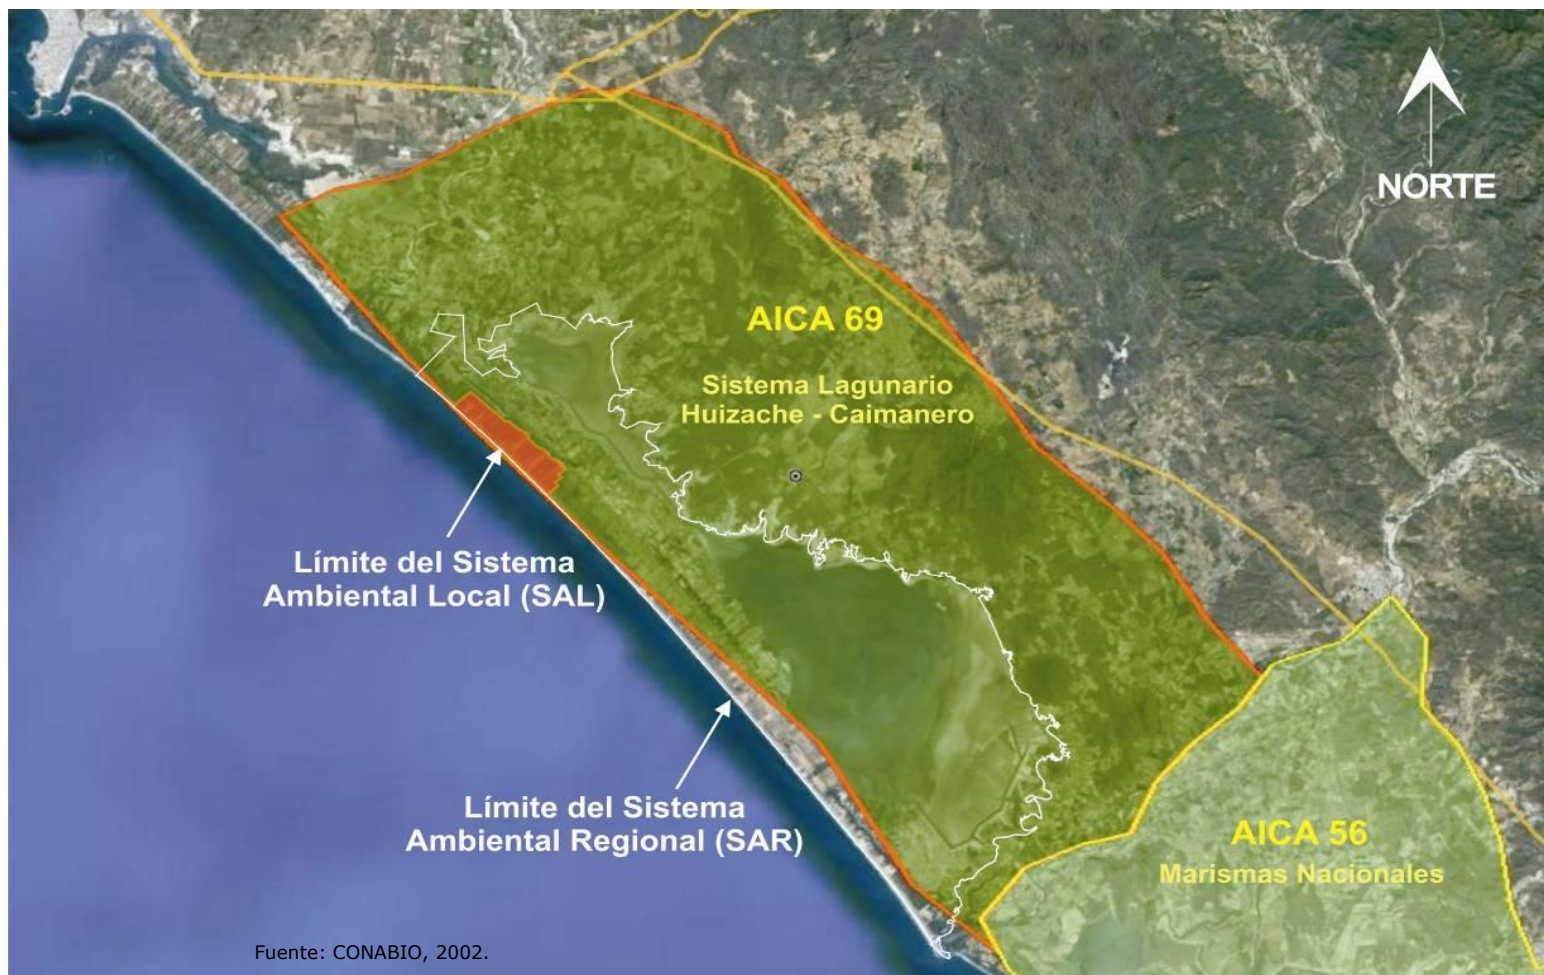 NORTE
AICA 69
Sistema Lagunario
Huizache - Caimanero
Límite del Sistema
Ambiental Local (SAL)
Límite del Sistema
Ambiental Regional (SAR)
AICA 56
Marismas Nacionales
Fuente: CONABIO, 2002.